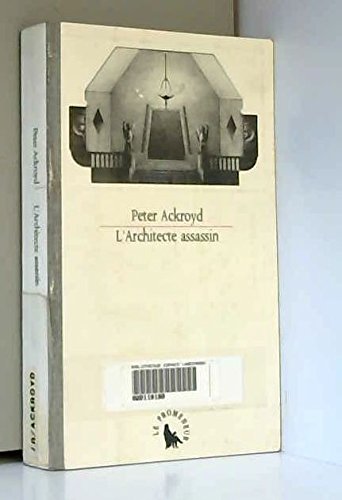 Peter Ackroyd
L'Architecte assassin
LE PROMENEUR
Peter Ackroyd
L'Architecte assassin
ACKROYD